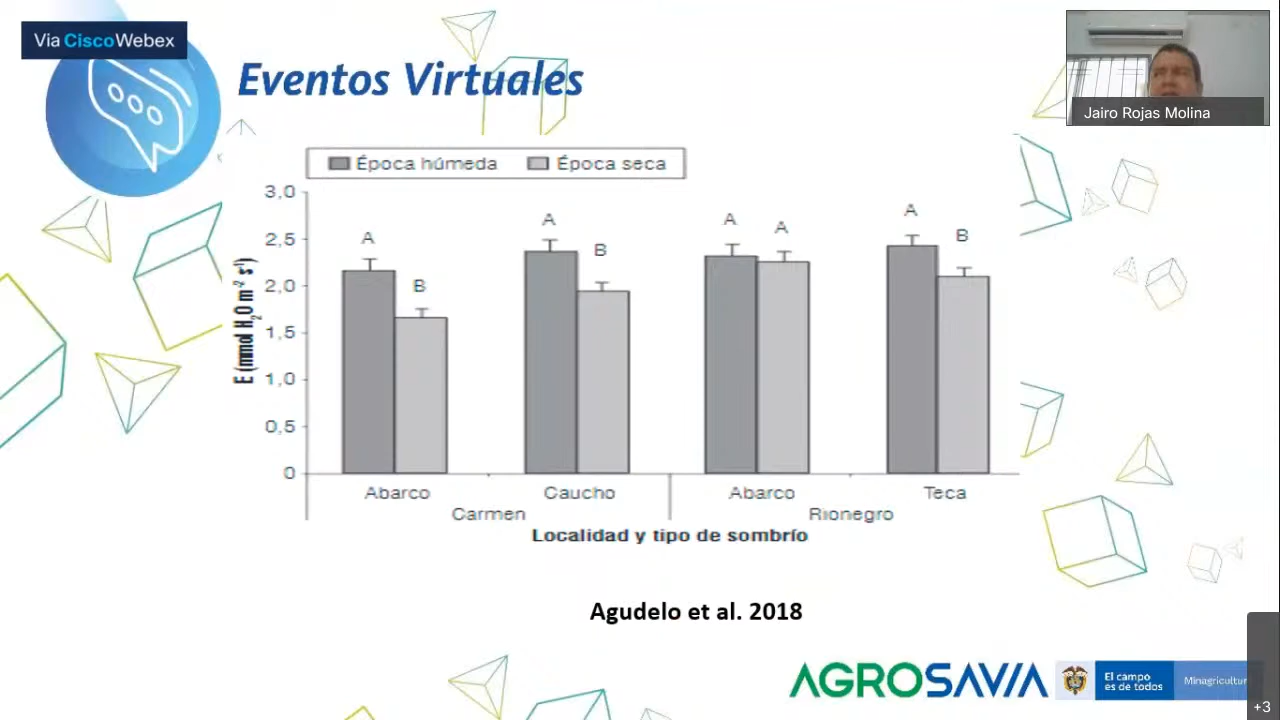 Vía CiscoWebex
Eventos Virtuales
Jairo Rojas Molina
Época húmeda Época seca
3,0
2,5
2,0
1,5
1,0
0,5
0
E (mmol H₂O m⁻² s⁻¹)
A B A B A A A B
Abarco Caucho Abarco Teca
Carmen Rionegro
Localidad y tipo de sombrío
Agudelo et al. 2018
AGROSAVIA
El campo
es de todos
Minagricultur
+3